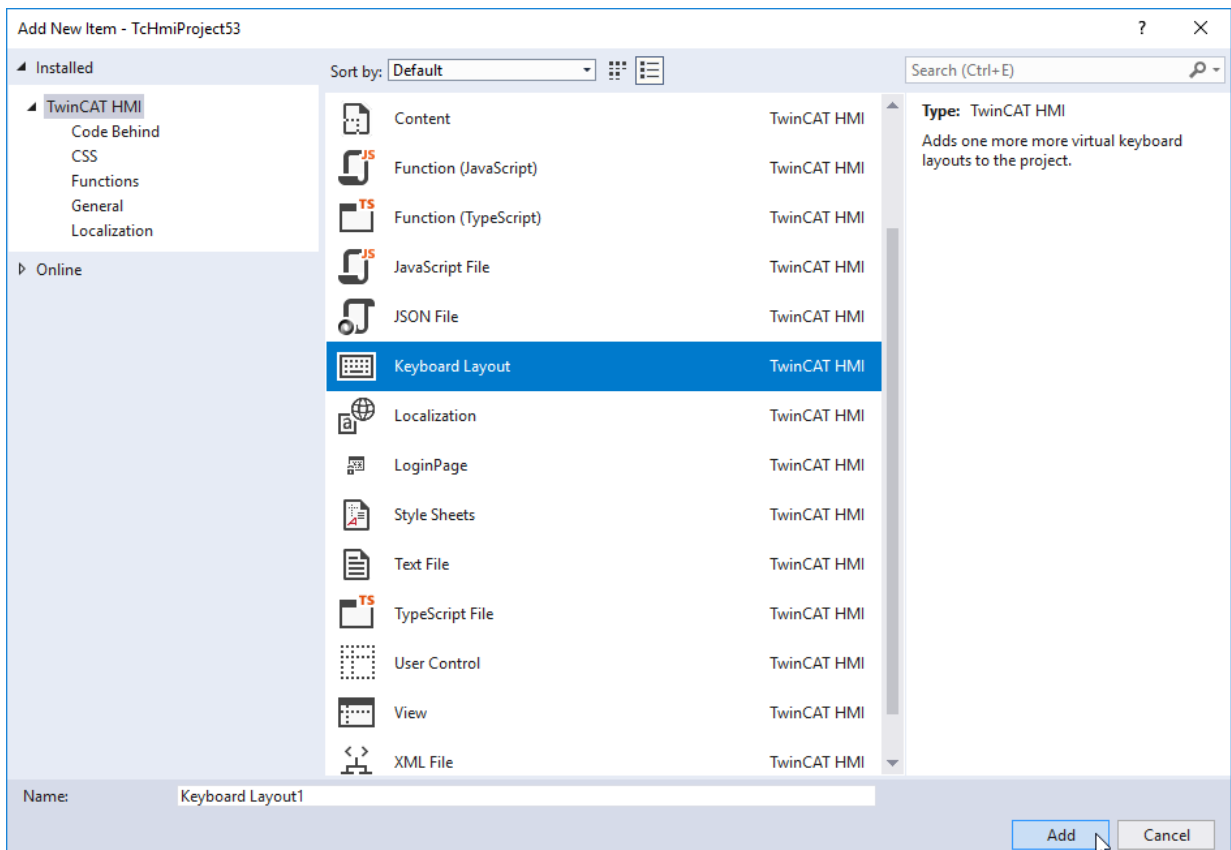 Add New Item - TcHmiProject53
?
Installed
TwinCAT HMI
Code Behind
CSS
Functions
General
Localization
Online
Sort by: Default
Search (Ctrl+E)
Content TwinCAT HMI
JS Function (JavaScript) TwinCAT HMI
TS Function (TypeScript) TwinCAT HMI
JS JavaScript File TwinCAT HMI
JSON File TwinCAT HMI
Keyboard Layout TwinCAT HMI
a Localization TwinCAT HMI
LoginPage TwinCAT HMI
A Style Sheets TwinCAT HMI
Text File TwinCAT HMI
TS TypeScript File TwinCAT HMI
User Control TwinCAT HMI
View TwinCAT HMI
XML File TwinCAT HMI
Type: TwinCAT HMI
Adds one more more virtual keyboard
layouts to the project.
Name: Keyboard Layout1
Add Cancel